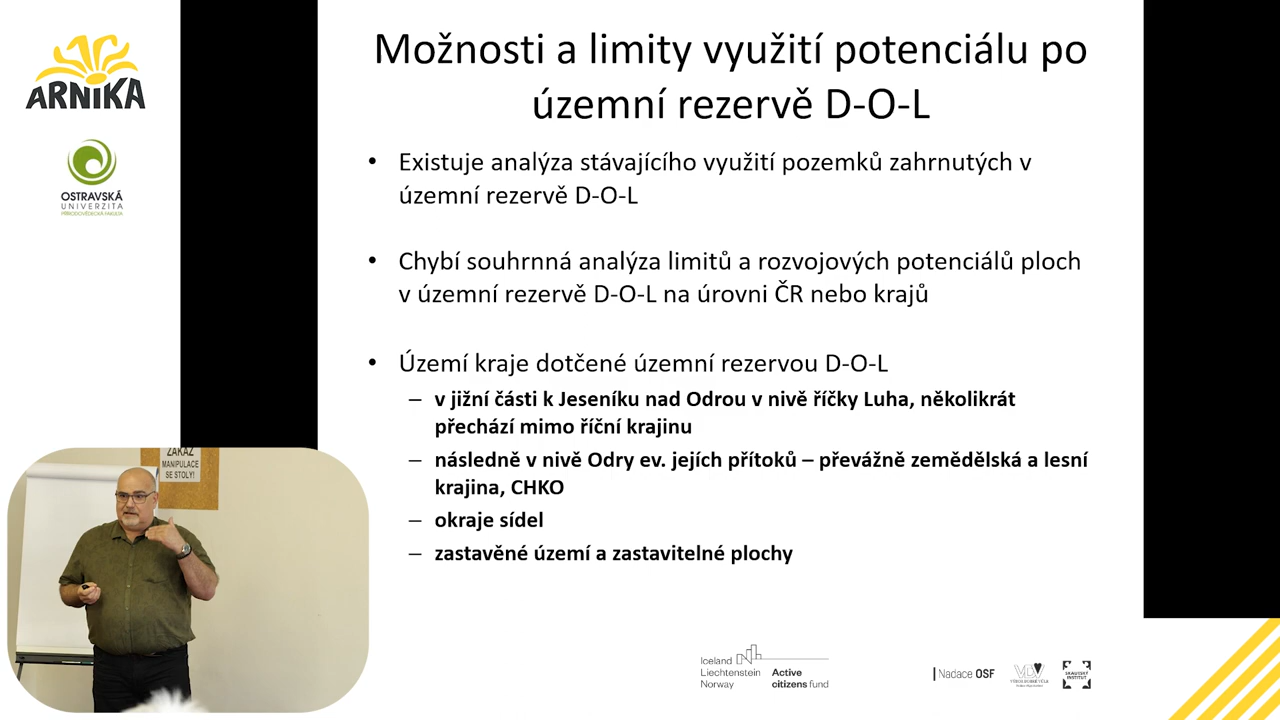 ARNIKA
OSTRAVSKÁ
UNIVERZITA
PŘÍRODOVĚDECKÁ FAKULTA
Možnosti a limity využití potenciálu po
územní rezervě D-O-L
• Existuje analýza stávajícího využití pozemků zahrnutých v
územní rezervě D-O-L
• Chybí souhrnná analýza limitů a rozvojových potenciálů ploch
v územní rezervě D-O-L na úrovni ČR nebo krajů
• Území kraje dotčené územní rezervou D-O-L
– v jižní části k Jeseníku nad Odrou v nivě říčky Luha, několikrát
přechází mimo říční krajinu
– následně v nivě Odry ev. jejích přítoků – převážně zemědělská a lesní
krajina, CHKO
– okraje sídel
– zastavěné území a zastavitelné plochy
ZÁKAZ
MANIPULACE
SE STOLY!
Iceland
Liechtenstein
Norway
Active
citizens fund
Nadace OSF
SKAUTSKÝ
INSTITUT